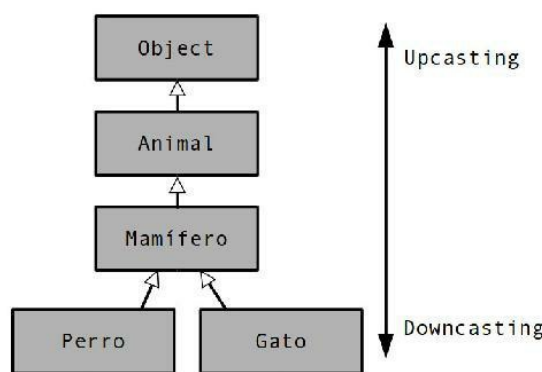 Object
Upcasting
Animal
Mamífero
Perro
Gato
Downcasting